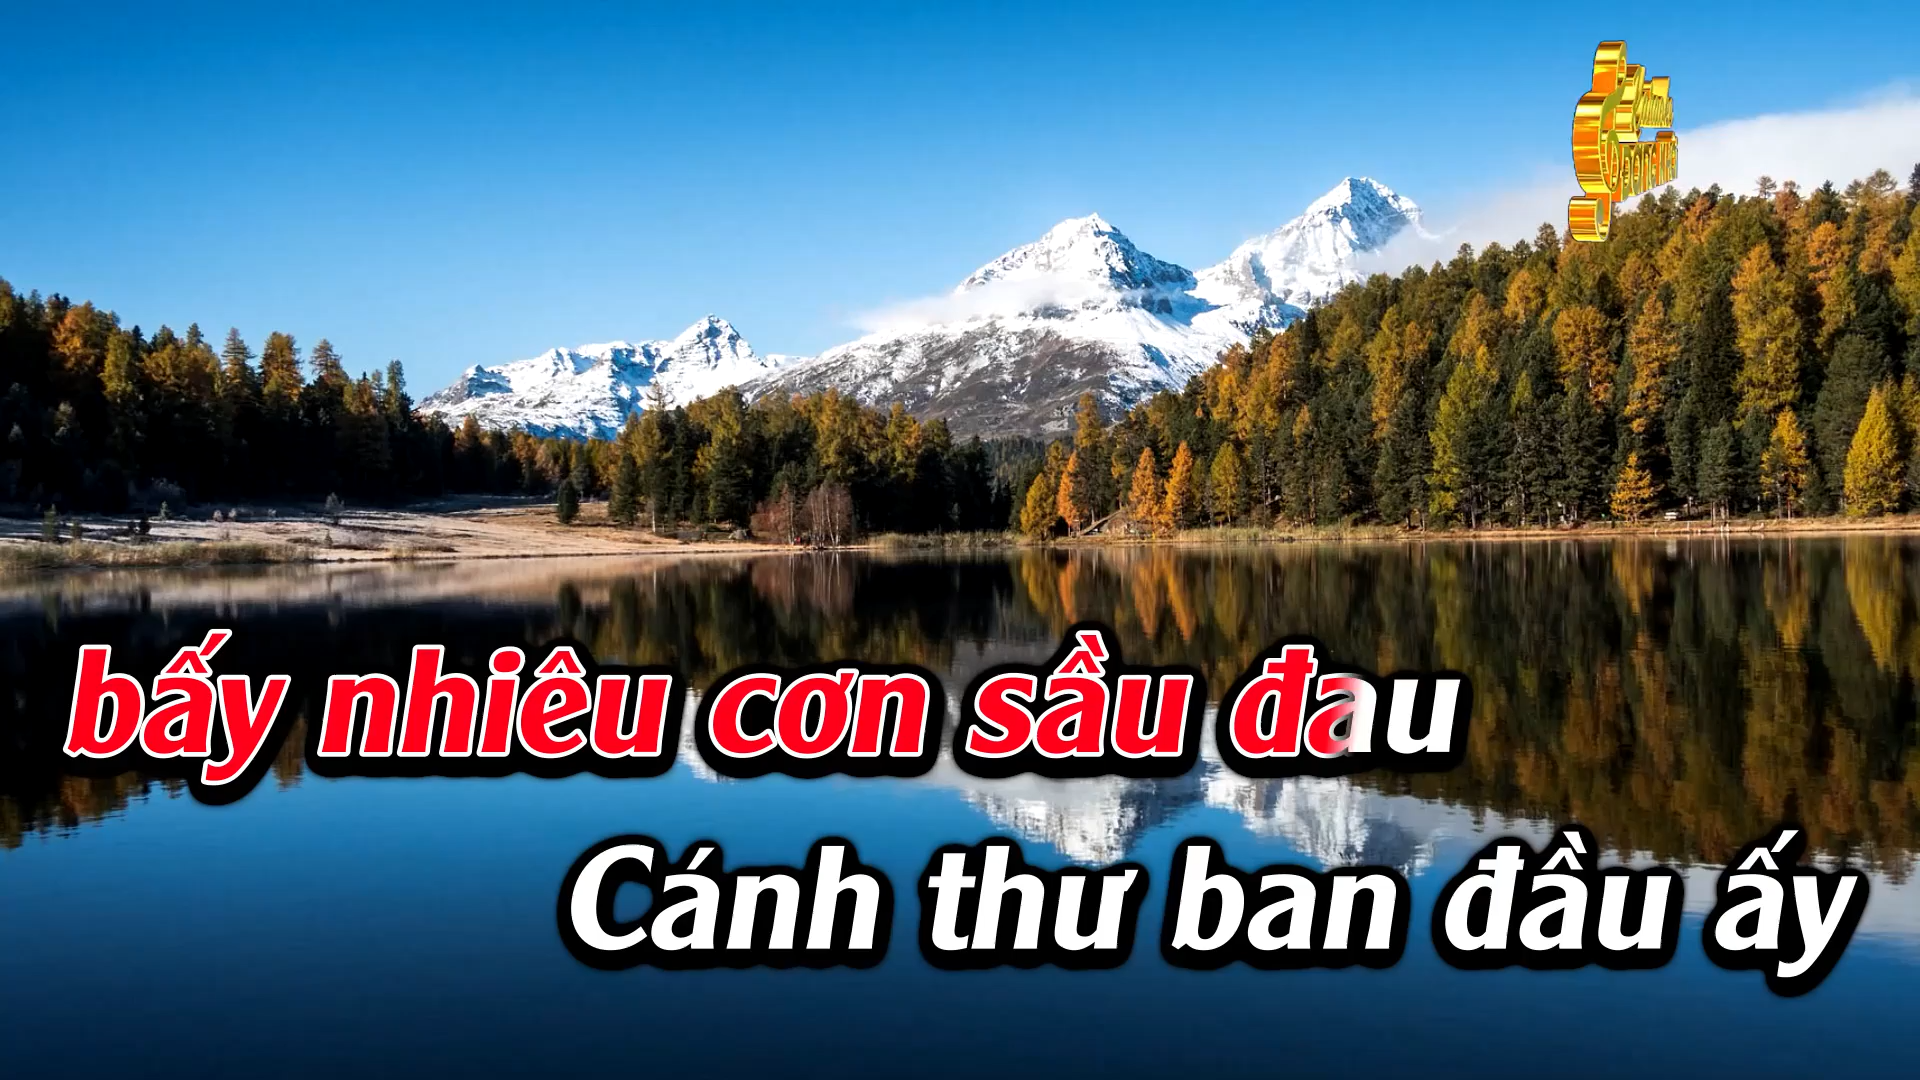 bấy nhiêu cơn sầu đau
Cánh thư ban đầu ấy